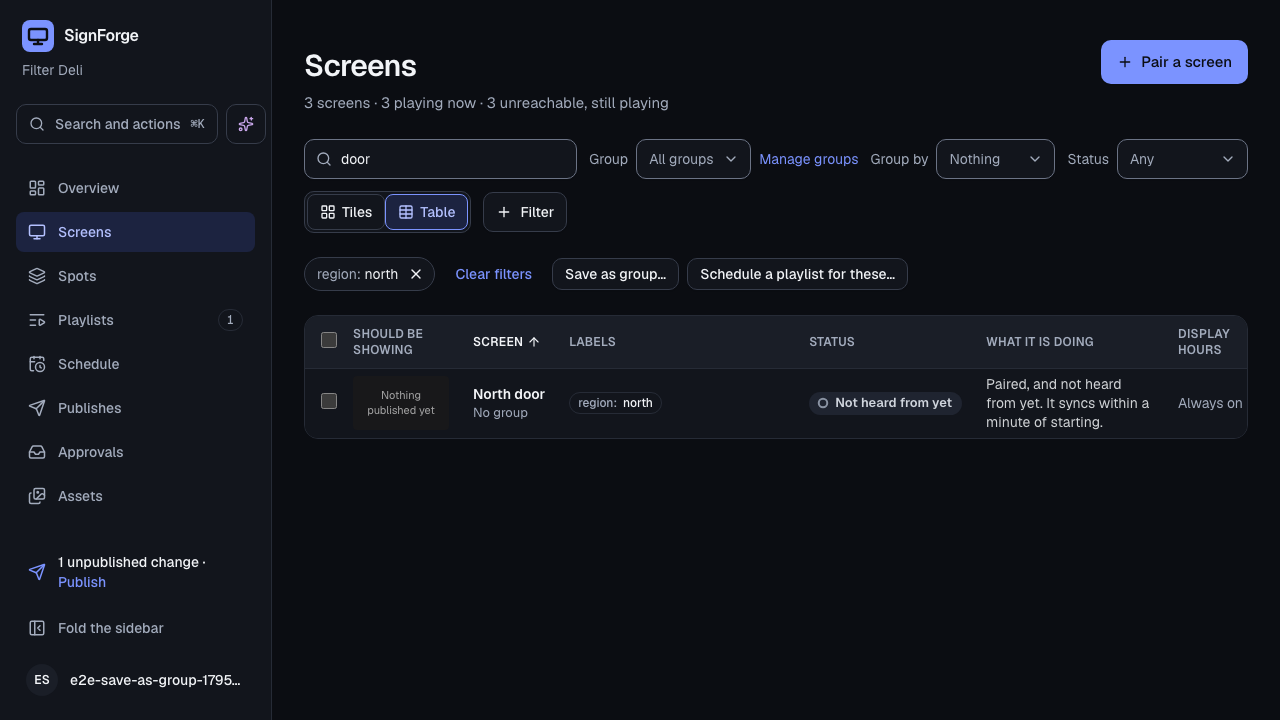 SignForge
Filter Deli
Search and actions ⌘K
Overview
Screens
Spots
Playlists 1
Schedule
Publishes
Approvals
Assets
1 unpublished change ·
Publish
Fold the sidebar
ES e2e-save-as-group-1795…
Screens
Pair a screen
3 screens · 3 playing now · 3 unreachable, still playing
door Group All groups Manage groups Group by Nothing Status Any
Tiles Table Filter
region: north Clear filters Save as group… Schedule a playlist for these…
SHOULD BE SHOWING SCREEN LABELS STATUS WHAT IT IS DOING DISPLAY HOURS
Nothing
published yet
North door
No group
region: north
Not heard from yet
Paired, and not heard
from yet. It syncs within a
minute of starting.
Always on